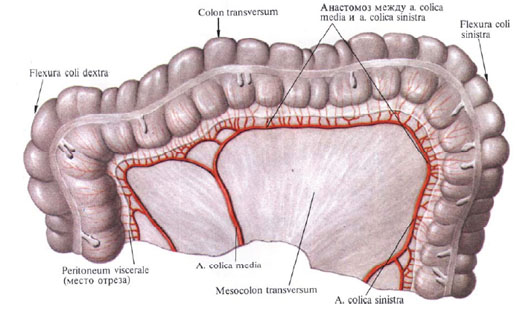 Colon transversum
Анастомоз между a. colica
media и a. colica sinistra
Flexura coli
sinistra
Flexura coli dextra
Peritoneum viscerale
(место отреза)
A. colica media
Mesocolon transversum
A. colica sinistra